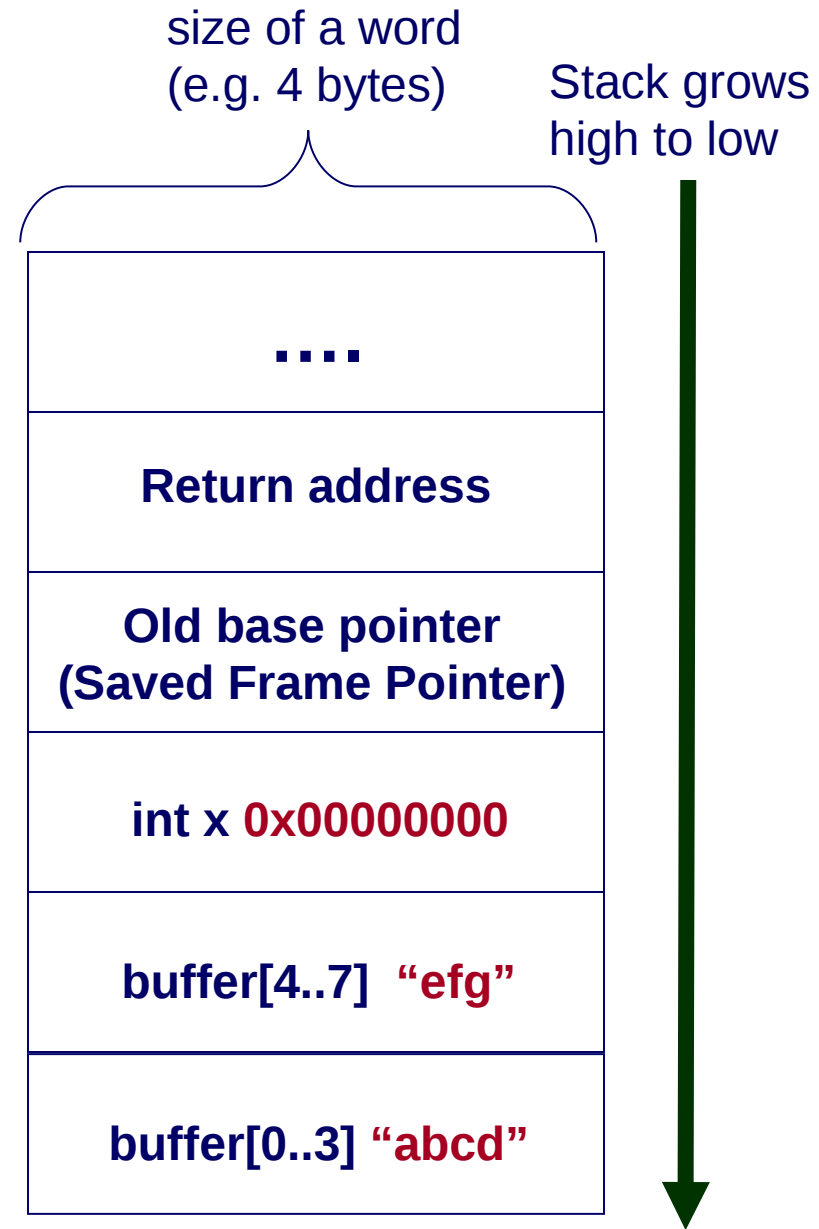 size of a word
(e.g. 4 bytes)
Stack grows
high to low
....
Return address
Old base pointer
(Saved Frame Pointer)
int x 0x00000000
buffer[4..7] “efg”
buffer[0..3] “abcd”